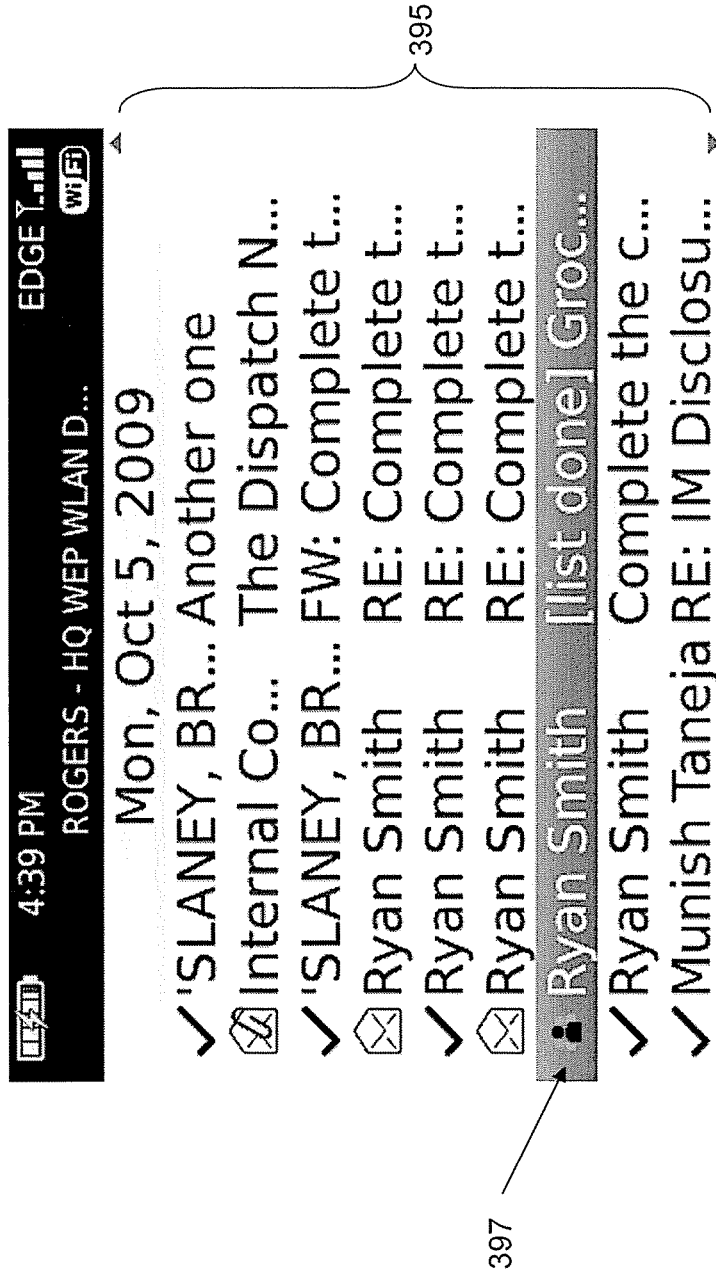 4:39 PM EDGE
ROGERS - HQ WEP WLAN D... WiFi
Mon, Oct 5, 2009
'SLANEY, BR... Another one
Internal Co... The Dispatch N...
'SLANEY, BR... FW: Complete t...
Ryan Smith RE: Complete t...
Ryan Smith RE: Complete t...
Ryan Smith RE: Complete t...
Ryan Smith [list done] Groc...
Ryan Smith Complete the c...
Munish Taneja RE: IM Disclosu...
395
397